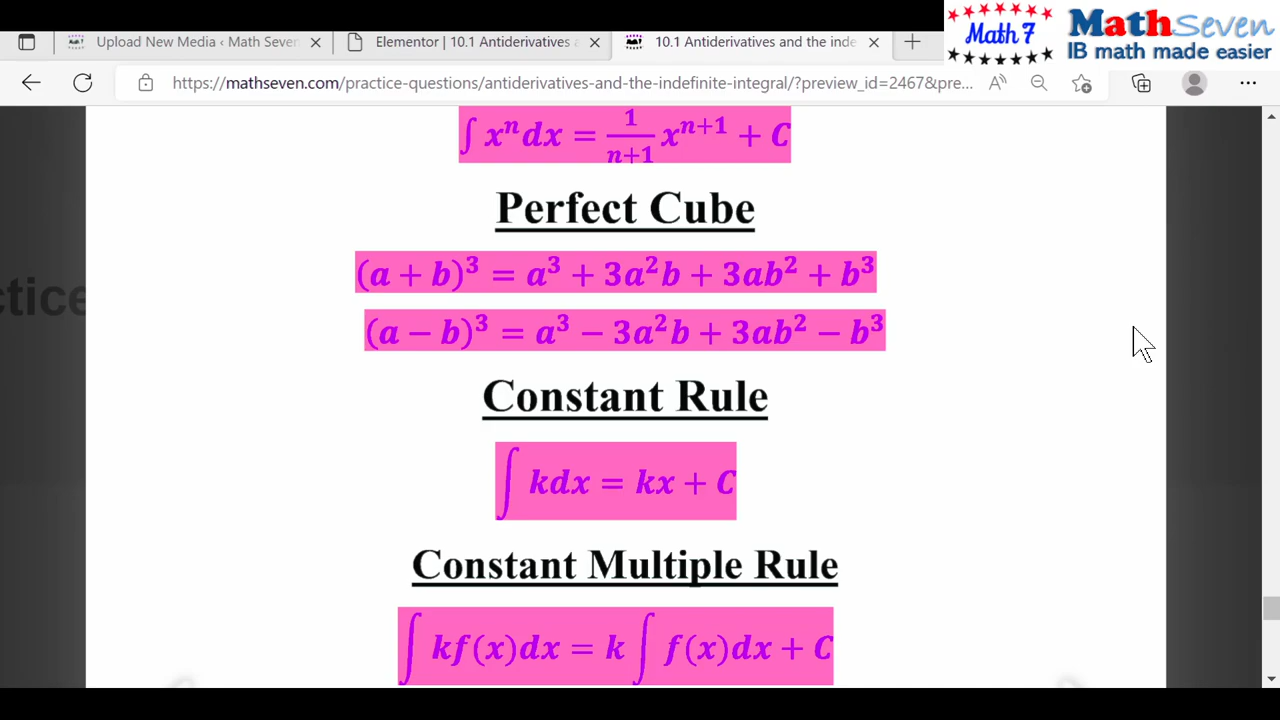 Math 7
MathSeven
IB math made easier
Upload New Media ‹ Math Seven
Elementor | 10.1 Antiderivatives a
10.1 Antiderivatives and the inde
https://mathseven.com/practice-questions/antiderivatives-and-the-indefinite-integral/?preview_id=2467&pre...
∫ xⁿdx = 1/(n+1) xⁿ⁺¹ + C
Perfect Cube
(a + b)³ = a³ + 3a²b + 3ab² + b³
ctice
(a − b)³ = a³ − 3a²b + 3ab² − b³
Constant Rule
∫ kdx = kx + C
Constant Multiple Rule
∫ kf(x)dx = k ∫ f(x)dx + C